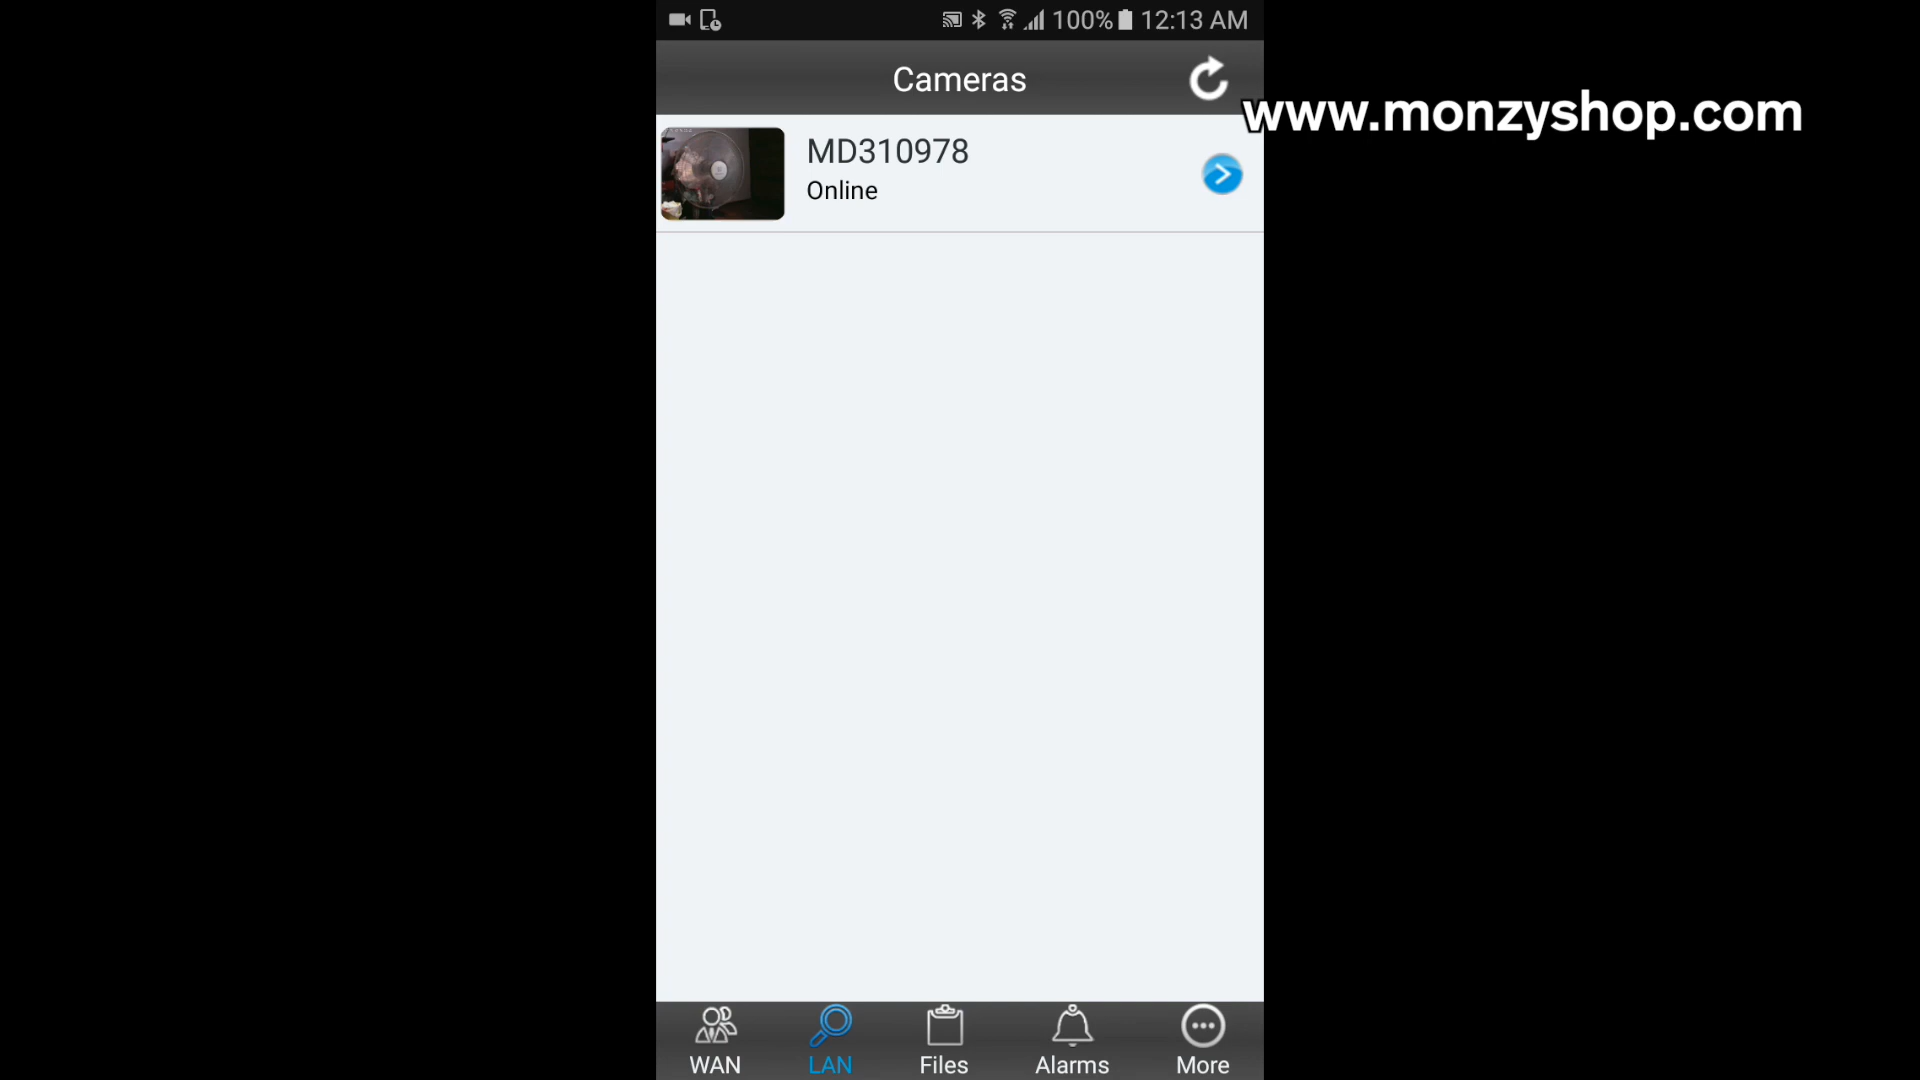 100% 12:13 AM
Cameras
www.monzyshop.com
MD310978
Online
WAN LAN Files Alarms More